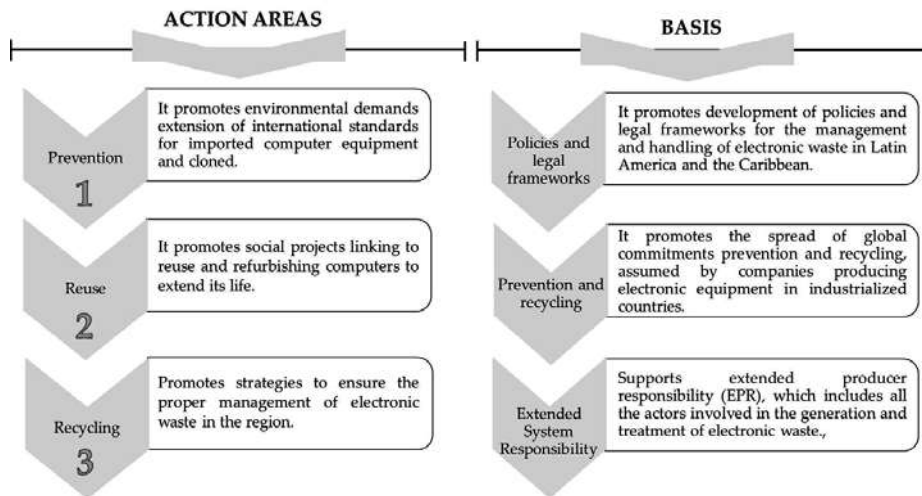 ACTION AREAS
Prevention
1
It promotes environmental demands
extension of international standards
for imported computer equipment
and cloned.
Reuse
2
It promotes social projects linking to
reuse and refurbishing computers to
extend its life.
Recycling
3
Promotes strategies to ensure the
proper management of electronic
waste in the region.
BASIS
Policies and
legal
frameworks
It promotes development of policies and
legal frameworks for the management
and handling of electronic waste in Latin
America and the Caribbean.
Prevention and
recycling
It promotes the spread of global
commitments prevention and recycling,
assumed by companies producing
electronic equipment in industrialized
countries.
Extended
System
Responsibility
Supports extended producer
responsibility (EPR), which includes all
the actors involved in the generation and
treatment of electronic waste.,